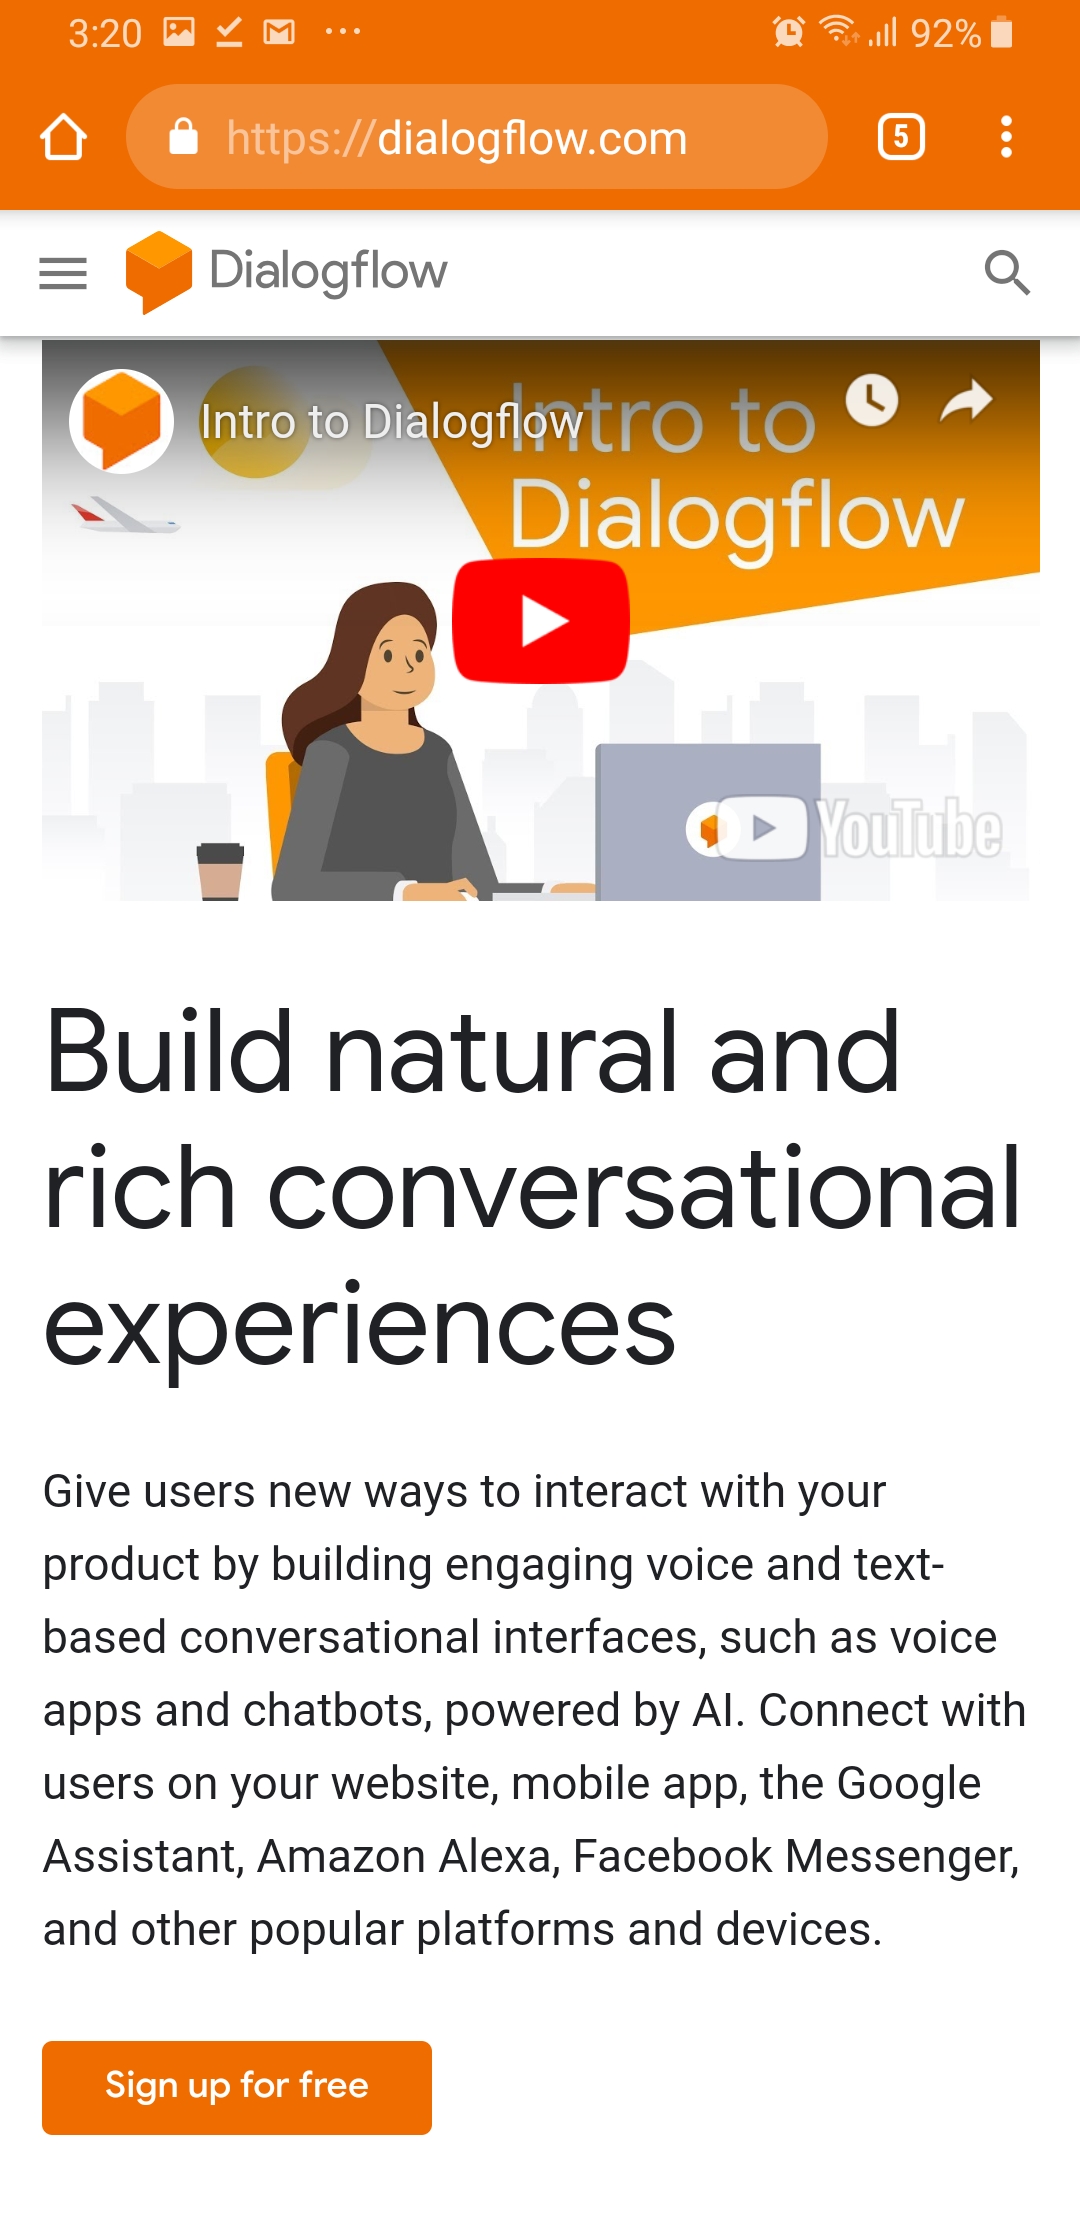 3:20
92%
https://dialogflow.com
5
Dialogflow
Intro to Dialogflow
Intro to
Dialogflow
YouTube
Build natural and
rich conversational
experiences
Give users new ways to interact with your
product by building engaging voice and text-
based conversational interfaces, such as voice
apps and chatbots, powered by AI. Connect with
users on your website, mobile app, the Google
Assistant, Amazon Alexa, Facebook Messenger,
and other popular platforms and devices.
Sign up for free